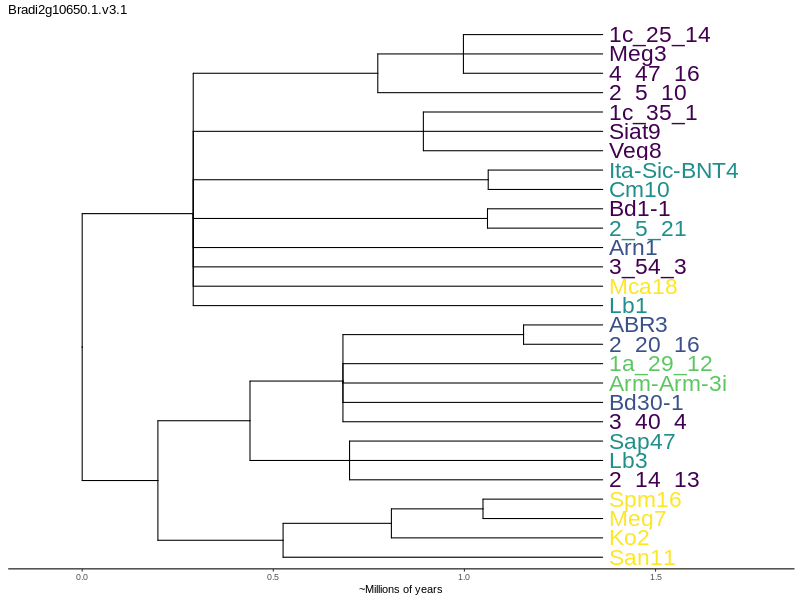 Bradi2g10650.1.v3.1
1c_25_14
Meg3
4_47_16
2_5_10
1c_35_1
Siat9
Veg8
Ita-Sic-BNT4
Cm10
Bd1-1
2_5_21
Arn1
3_54_3
Mca18
Lb1
ABR3
2_20_16
1a_29_12
Arm-Arm-3i
Bd30-1
3_40_4
Sap47
Lb3
2_14_13
Spm16
Meg7
Ko2
San11
0.0 0.5 1.0 1.5
~Millions of years